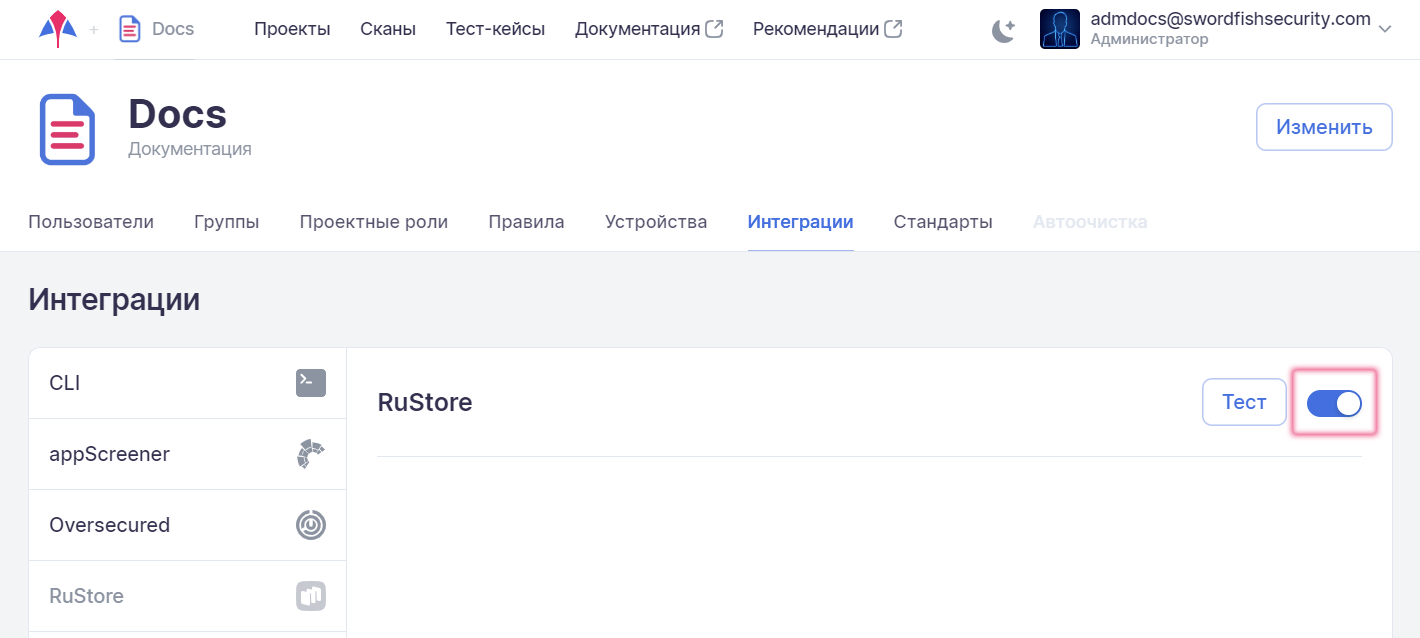 + Docs Проекты Сканы Тест-кейсы Документация Рекомендации admdocs@swordfishsecurity.com
Администратор
Docs
Документация
Изменить
Пользователи Группы Проектные роли Правила Устройства Интеграции Стандарты Автоочистка
Интеграции
CLI
RuStore Тест
appScreener
Oversecured
RuStore